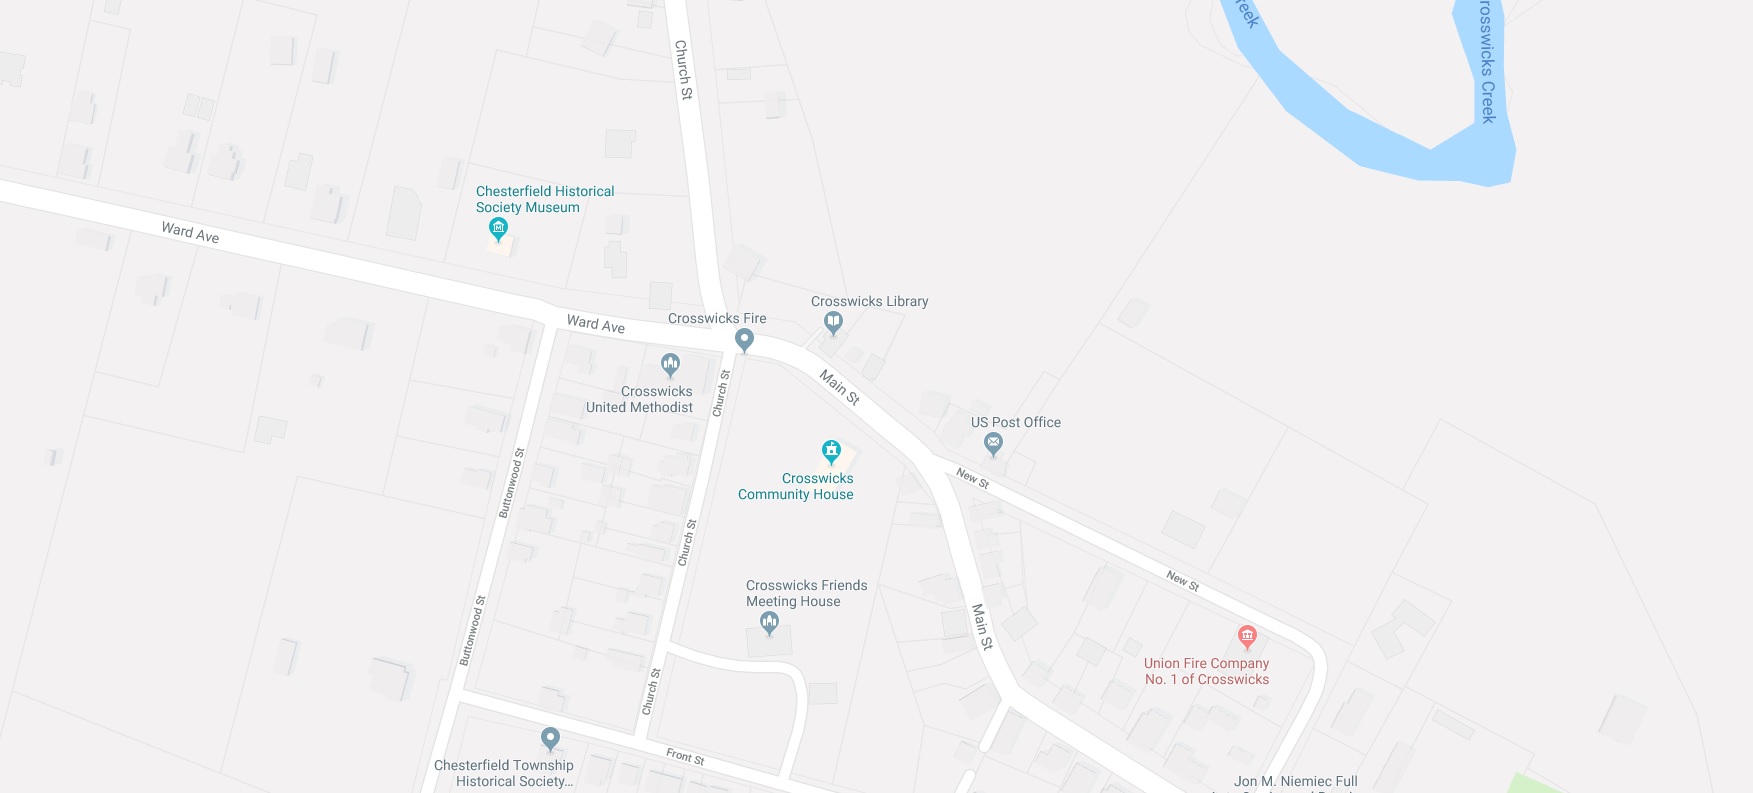 Creek
Crosswicks Creek
Church St
Chesterfield Historical
Society Museum
Ward Ave
Crosswicks Library
Crosswicks Fire
Ward Ave
Crosswicks
United Methodist
Church St
Main St
US Post Office
New St
Crosswicks
Community House
Buttonwood St
Church St
Crosswicks Friends
Meeting House
New St
Main St
Buttonwood St
Union Fire Company
No. 1 of Crosswicks
Church St
Front St
Chesterfield Township
Historical Society...
Jon M. Niemiec Full